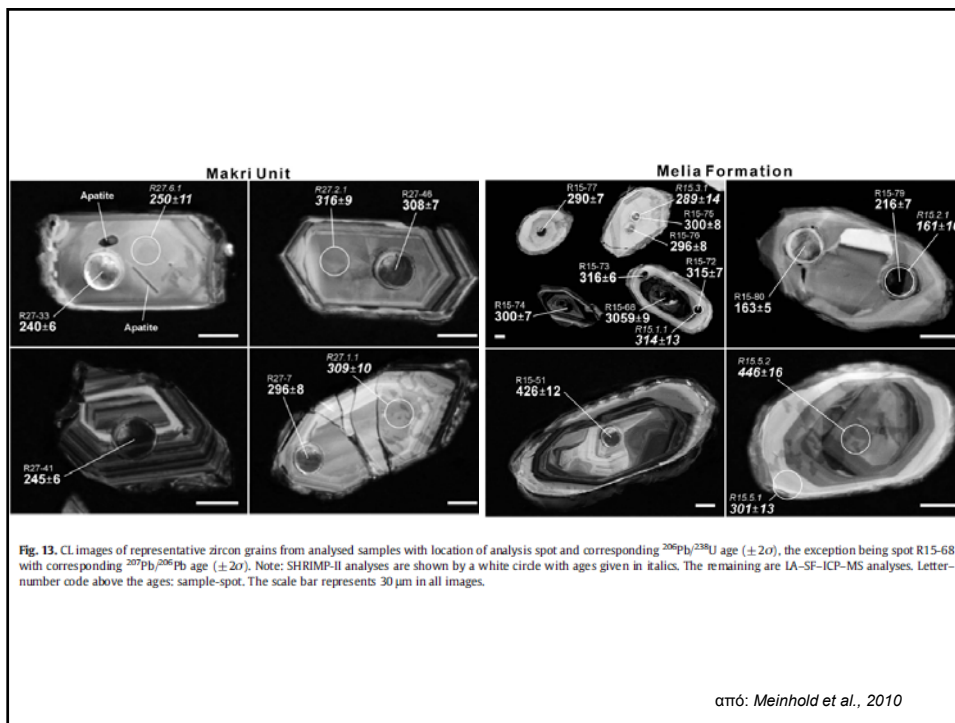 Makri Unit
Apatite
R27.6.1
250±11
R27-33
240±6
Apatite
R27.2.1
316±9
R27-46
308±7
R27-41
245±6
R27-7
296±8
R27.1.1
309±10
Melia Formation
R15-77
290±7
R15.3.1
289±14
R15-75
300±8
R15-76
296±8
R15-73
316±6
R15-72
315±7
R15-74
300±7
R15-68
3059±9
R15.1.1
314±13
R15-79
216±7
R15.2.1
R15-80
163±5
R15-51
426±12
R15.5.2
446±16
R15.5.1
301±13
Fig. 13. CL images of representative zircon grains from analysed samples with location of analysis spot and corresponding ²⁰⁶Pb/²³⁸U age (±2σ), the exception being spot R15-68
with corresponding ²⁰⁷Pb/²⁰⁶Pb age (±2σ). Note: SHRIMP-II analyses are shown by a white circle with ages given in italics. The remaining are LA–SF–ICP–MS analyses. Letter–
number code above the ages: sample-spot. The scale bar represents 30 μm in all images.
από: Meinhold et al., 2010